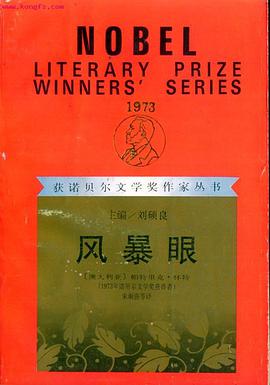 www.kongfz.com
NOBEL
LITERARY PRIZE
WINNERS' SERIES
1973
获诺贝尔文学奖作家丛书
主编/刘硕良
风暴眼
〔澳大利亚〕帕特里克·怀特
(1973年诺贝尔文学奖获得者)
朱炯强等译